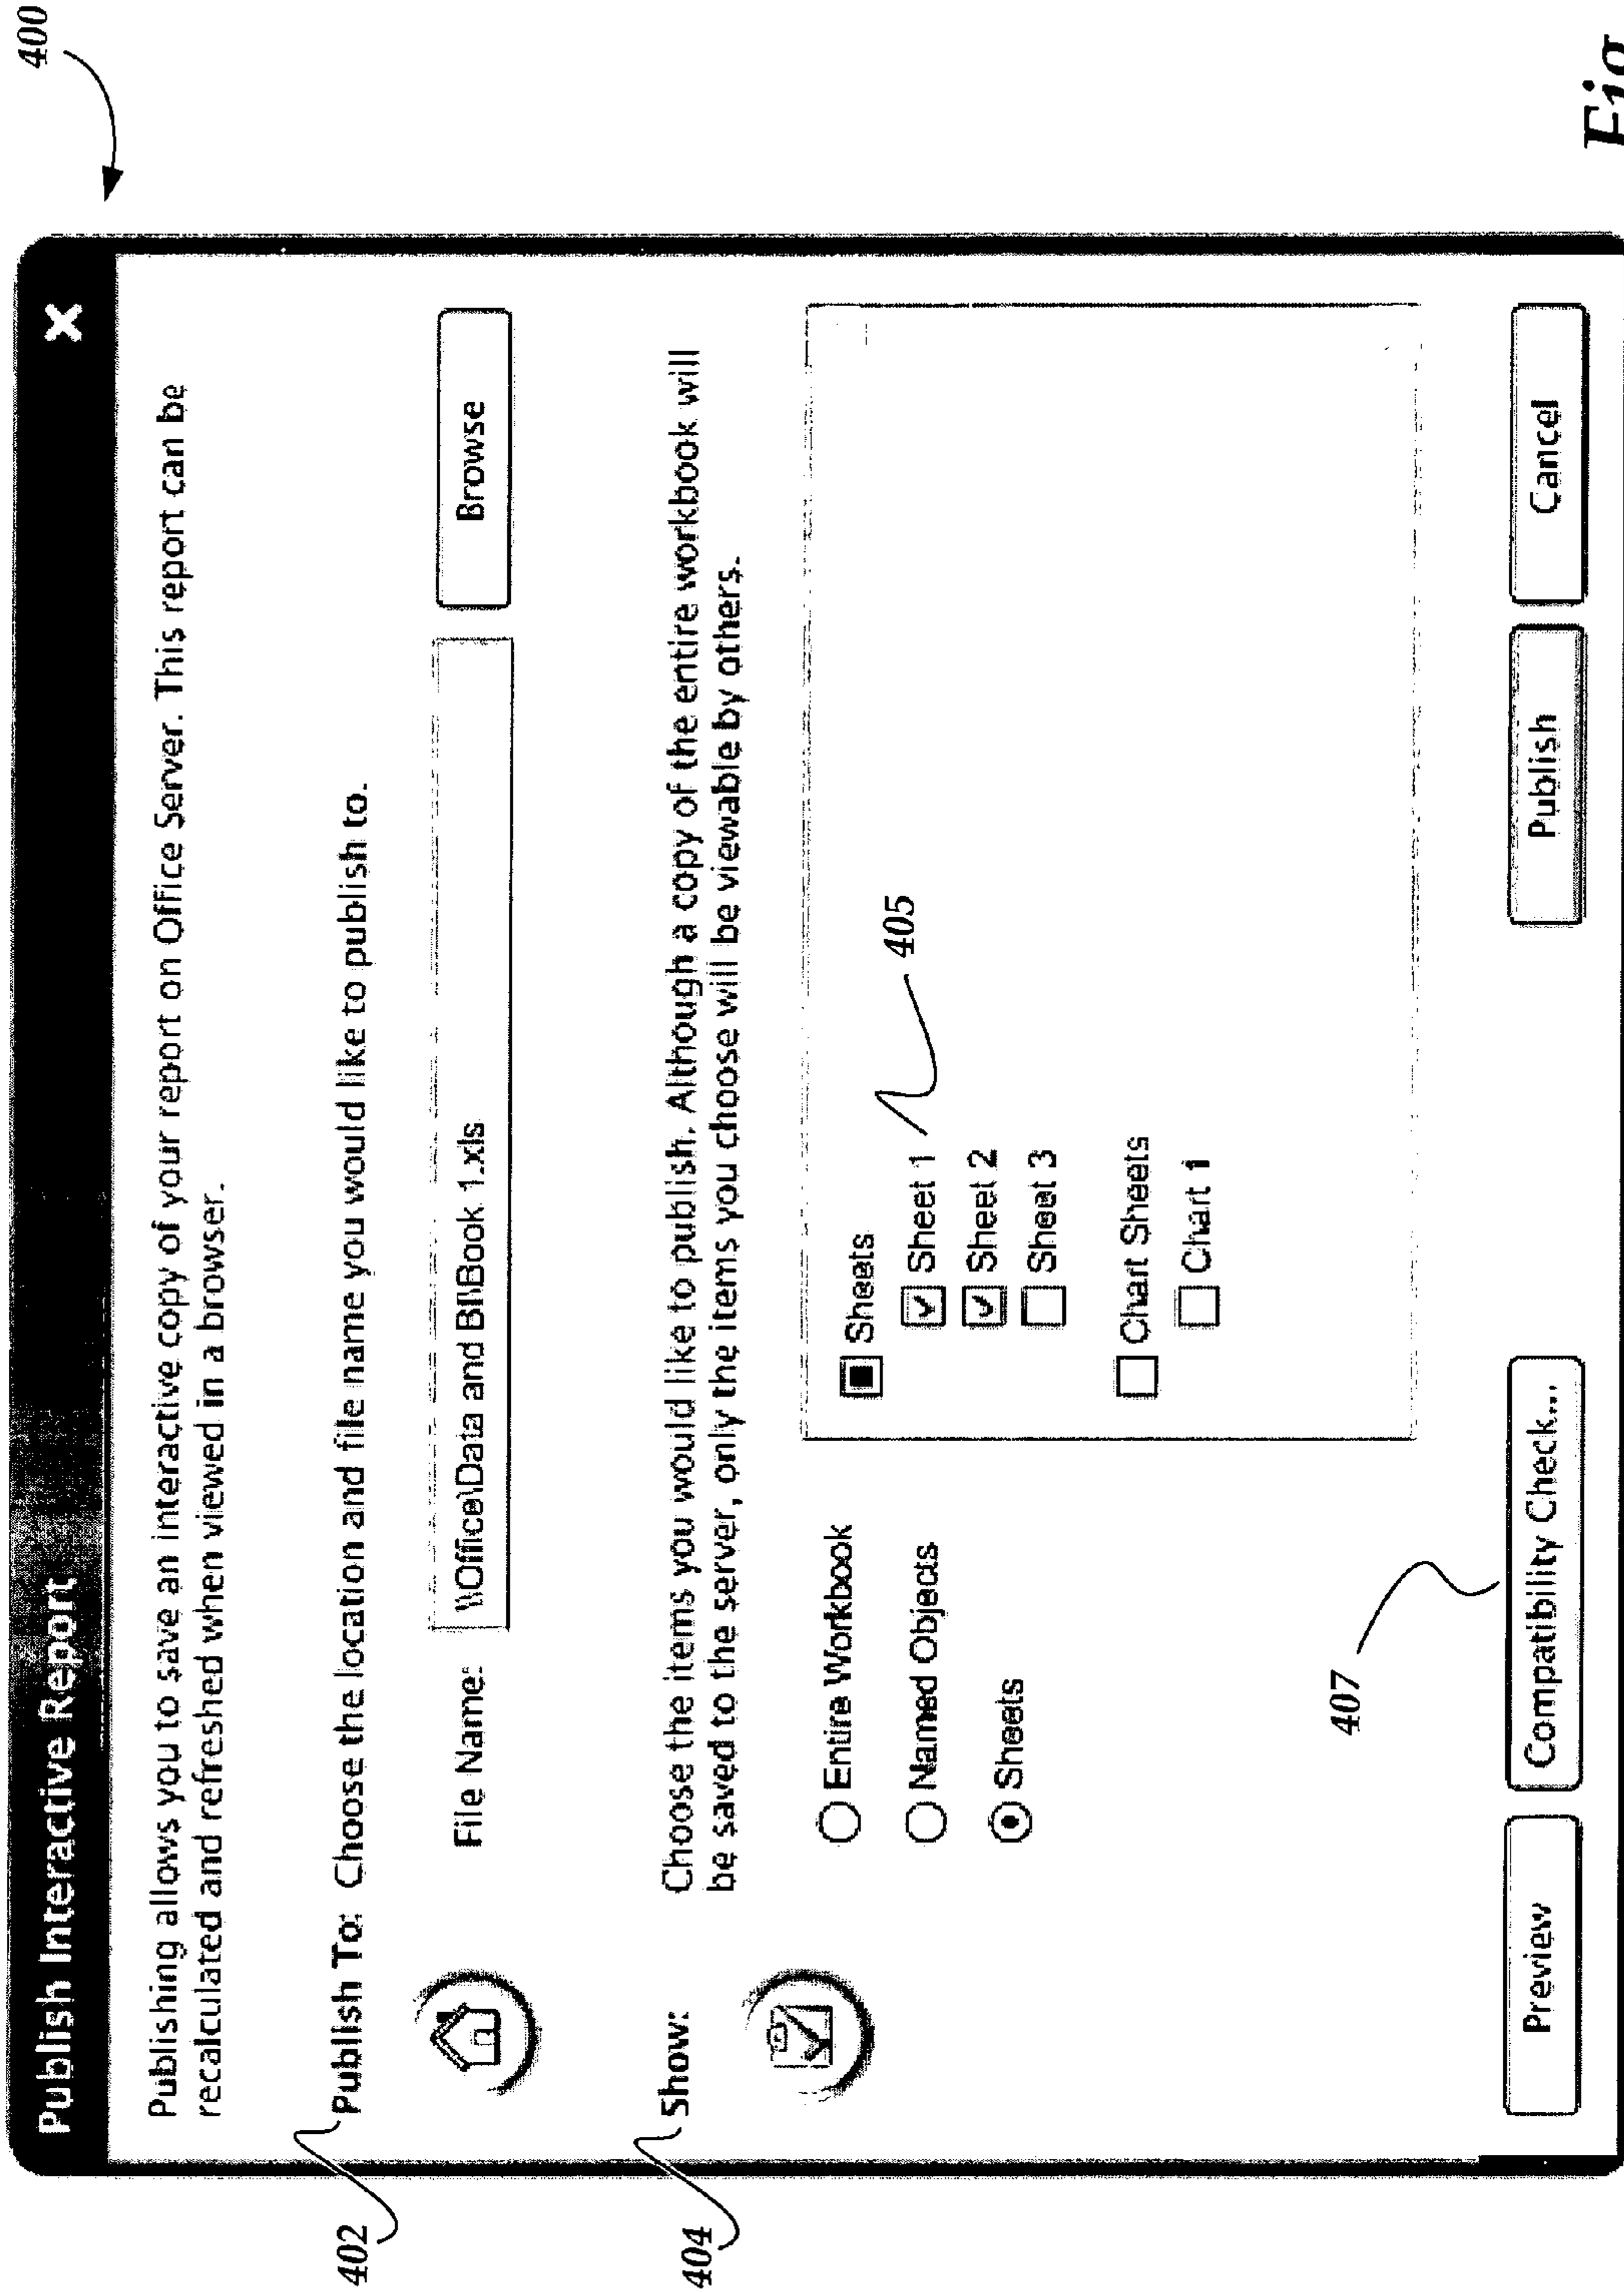 400
Publish Interactive Report
Publishing allows you to save an interactive copy of your report on Office Server. This report can be
recalculated and refreshed when viewed in a browser.
402
Publish To: Choose the location and file name you would like to publish to.
File Name: \\Office\Data and BI\Book 1.xls Browse
404
Show: Choose the items you would like to publish. Although a copy of the entire workbook will
be saved to the server, only the items you choose will be viewable by others.
Entire Workbook
Named Objects
Sheets
Sheets
Sheet 1
405
Sheet 2
Sheet 3
Chart Sheets
Chart 1
407
Preview
Compatibility Check...
Publish
Cancel
Fig